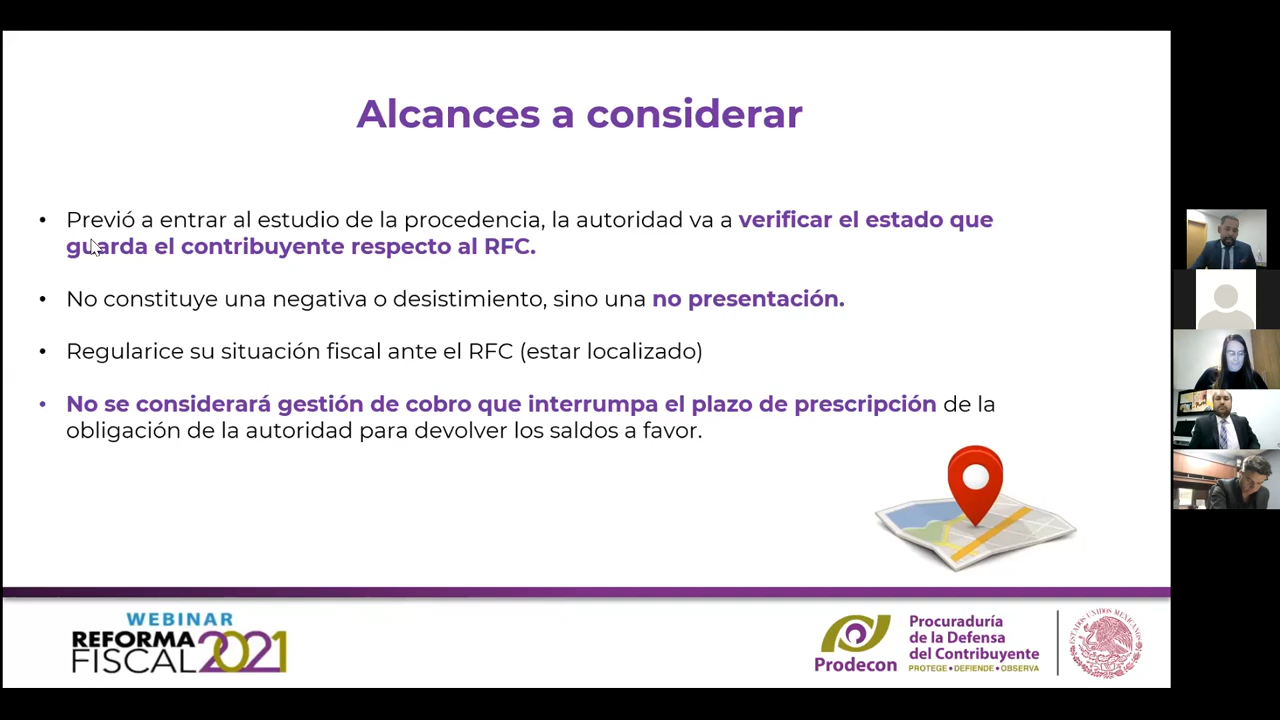 Alcances a considerar
• Previó a entrar al estudio de la procedencia, la autoridad va a verificar el estado que
guarda el contribuyente respecto al RFC.
• No constituye una negativa o desistimiento, sino una no presentación.
• Regularice su situación fiscal ante el RFC (estar localizado)
• No se considerará gestión de cobro que interrumpa el plazo de prescripción de la
obligación de la autoridad para devolver los saldos a favor.
WEBINAR
REFORMA
FISCAL 2021
Prodecon
Procuraduría
de la Defensa
del Contribuyente
PROTEGE • DEFIENDE • OBSERVA
ESTADOS UNIDOS MEXICANOS